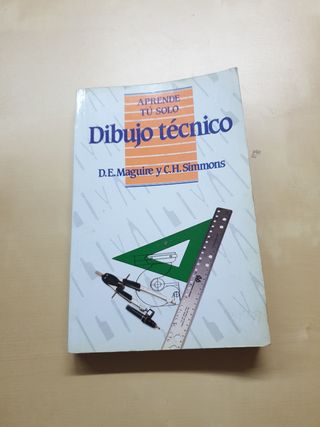 APRENDE
TÚ SOLO
Dibujo técnico
D.E. Maguire y C.H. Simmons